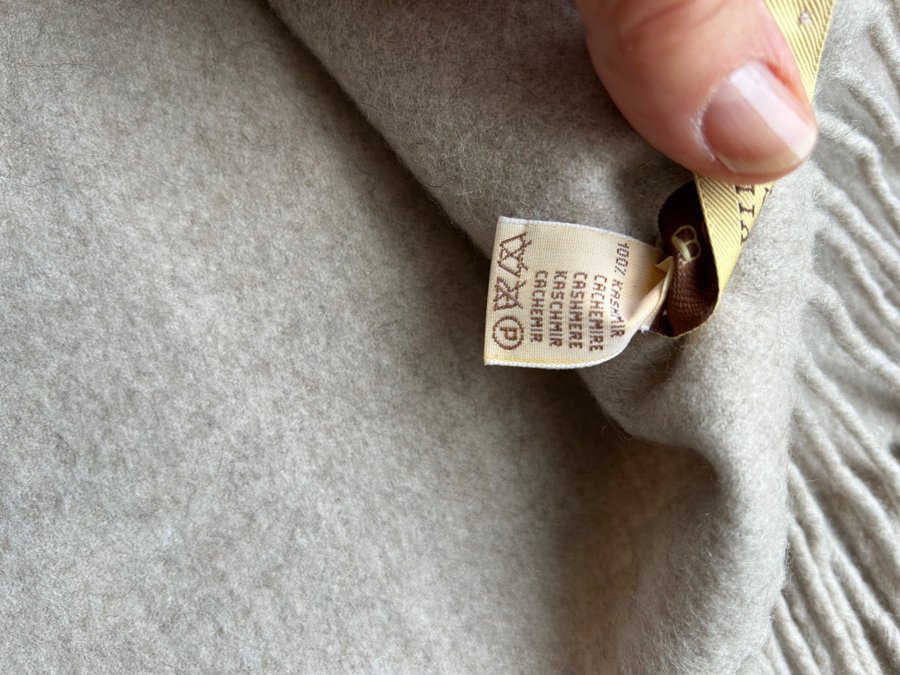 100% KASHMIR
CACHEMIRE
CASHMERE
KASCHMIR
CACHEMIR
P